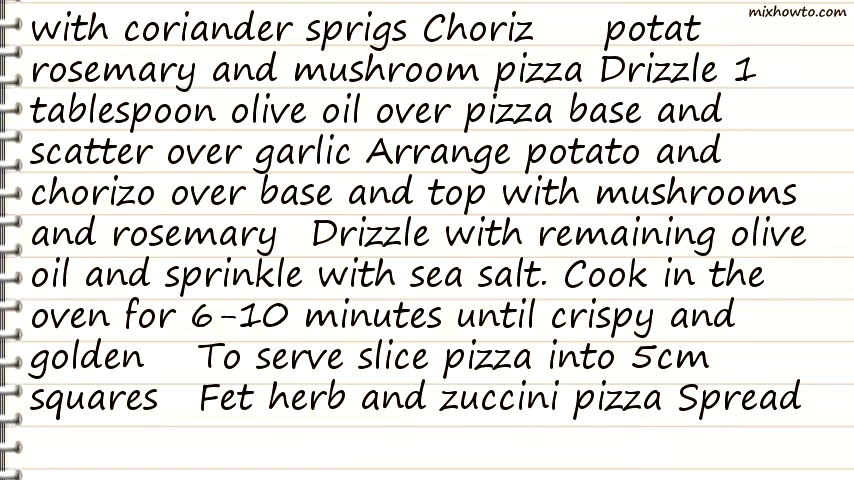 mixhowto.com
with coriander sprigs Choriz potat
rosemary and mushroom pizza Drizzle 1
tablespoon olive oil over pizza base and
scatter over garlic Arrange potato and
chorizo over base and top with mushrooms
and rosemary Drizzle with remaining olive
oil and sprinkle with sea salt. Cook in the
oven for 6-10 minutes until crispy and
golden To serve slice pizza into 5cm
squares Fet herb and zuccini pizza Spread